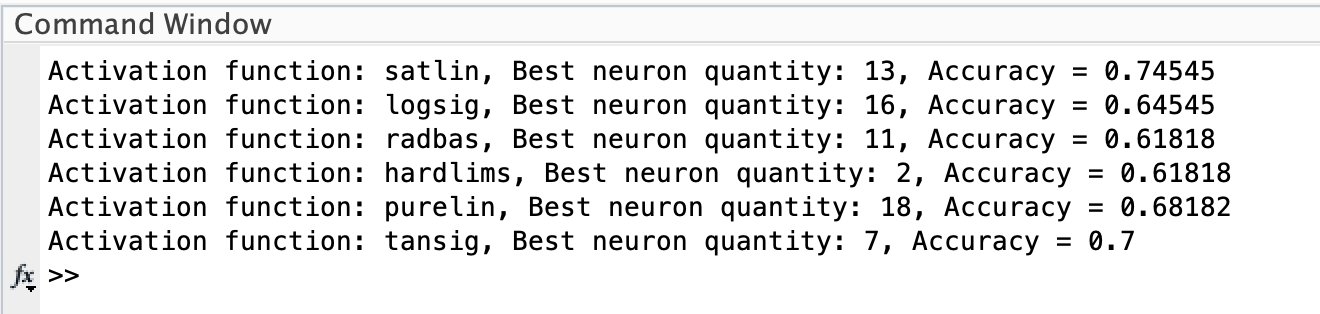 Command Window
Activation function: satlin, Best neuron quantity: 13, Accuracy = 0.74545
Activation function: logsig, Best neuron quantity: 16, Accuracy = 0.64545
Activation function: radbas, Best neuron quantity: 11, Accuracy = 0.61818
Activation function: hardlims, Best neuron quantity: 2, Accuracy = 0.61818
Activation function: purelin, Best neuron quantity: 18, Accuracy = 0.68182
Activation function: tansig, Best neuron quantity: 7, Accuracy = 0.7
fx >>